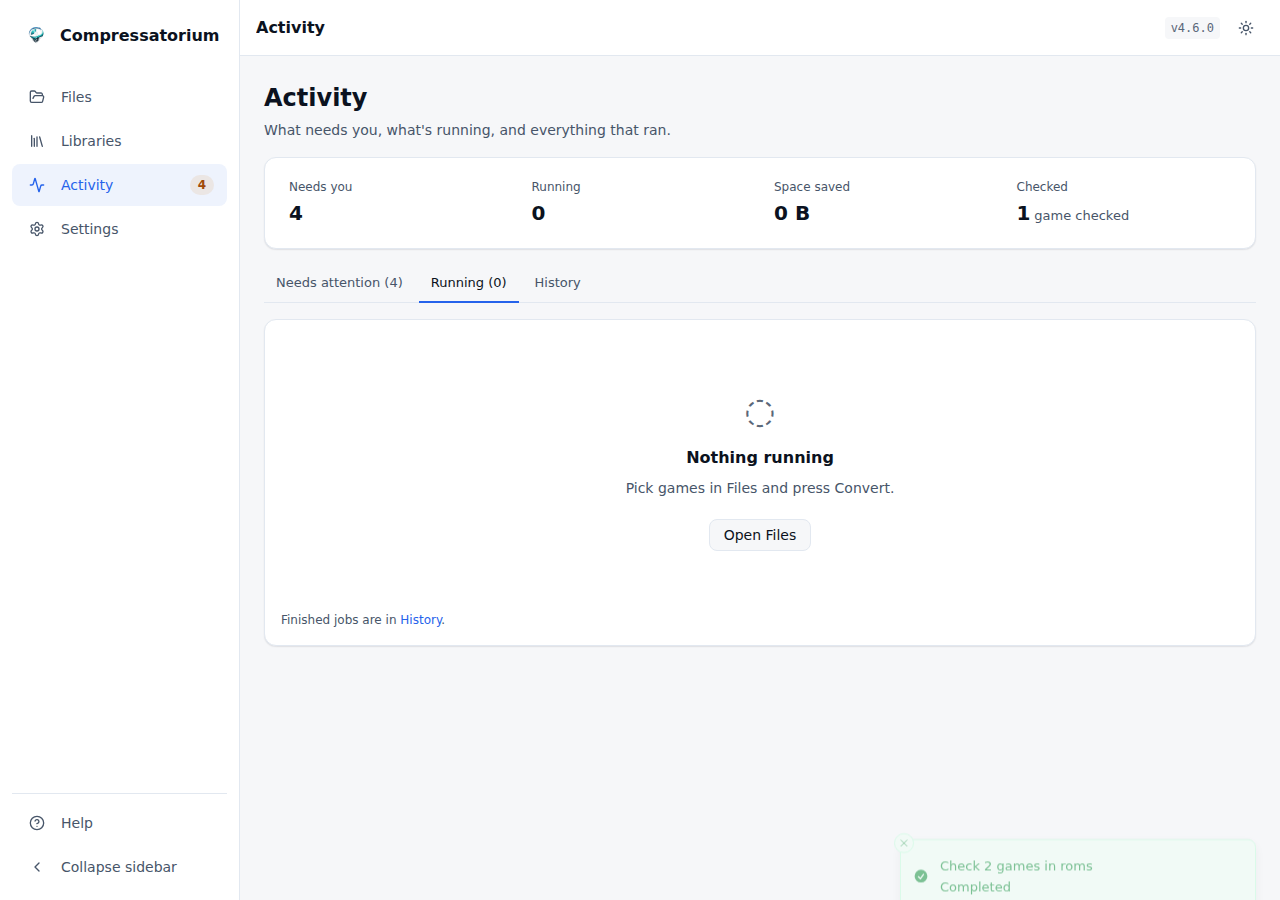 Compressatorium
Files
Libraries
Activity 4
Settings
Help
Collapse sidebar
Activity
v4.6.0
Activity
What needs you, what's running, and everything that ran.
Needs you
4
Running
0
Space saved
0 B
Checked
1 game checked
Needs attention (4)
Running (0)
History
Nothing running
Pick games in Files and press Convert.
Open Files
Finished jobs are in History.
Check 2 games in roms
Completed